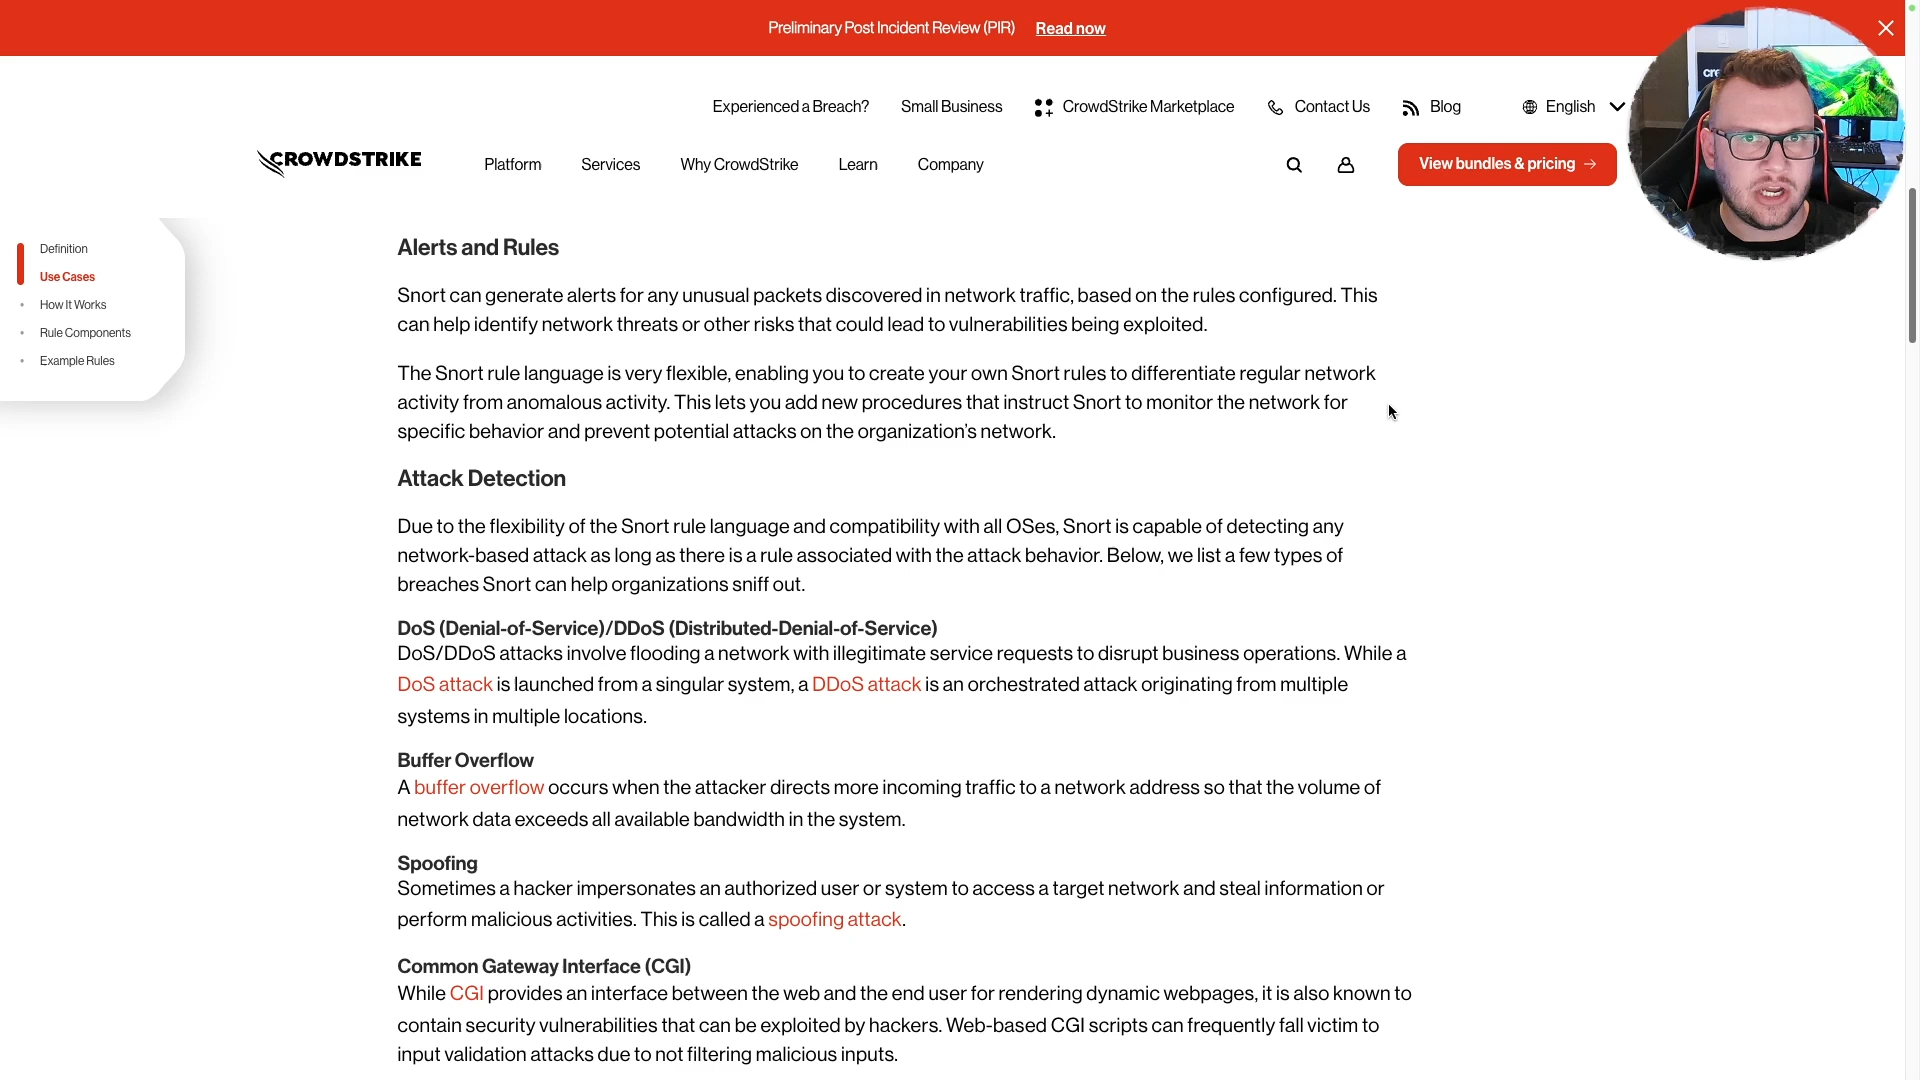 Preliminary Post Incident Review (PIR) Read now
Experienced a Breach? Small Business CrowdStrike Marketplace Contact Us Blog English
CROWDSTRIKE Platform Services Why CrowdStrike Learn Company View bundles & pricing →
Definition
Use Cases
How It Works
Rule Components
Example Rules
Alerts and Rules
Snort can generate alerts for any unusual packets discovered in network traffic, based on the rules configured. This
can help identify network threats or other risks that could lead to vulnerabilities being exploited.
The Snort rule language is very flexible, enabling you to create your own Snort rules to differentiate regular network
activity from anomalous activity. This lets you add new procedures that instruct Snort to monitor the network for
specific behavior and prevent potential attacks on the organization’s network.
Attack Detection
Due to the flexibility of the Snort rule language and compatibility with all OSes, Snort is capable of detecting any
network-based attack as long as there is a rule associated with the attack behavior. Below, we list a few types of
breaches Snort can help organizations sniff out.
DoS (Denial-of-Service)/DDoS (Distributed-Denial-of-Service)
DoS/DDoS attacks involve flooding a network with illegitimate service requests to disrupt business operations. While a
DoS attack is launched from a singular system, a DDoS attack is an orchestrated attack originating from multiple
systems in multiple locations.
Buffer Overflow
A buffer overflow occurs when the attacker directs more incoming traffic to a network address so that the volume of
network data exceeds all available bandwidth in the system.
Spoofing
Sometimes a hacker impersonates an authorized user or system to access a target network and steal information or
perform malicious activities. This is called a spoofing attack.
Common Gateway Interface (CGI)
While CGI provides an interface between the web and the end user for rendering dynamic webpages, it is also known to
contain security vulnerabilities that can be exploited by hackers. Web-based CGI scripts can frequently fall victim to
input validation attacks due to not filtering malicious inputs.